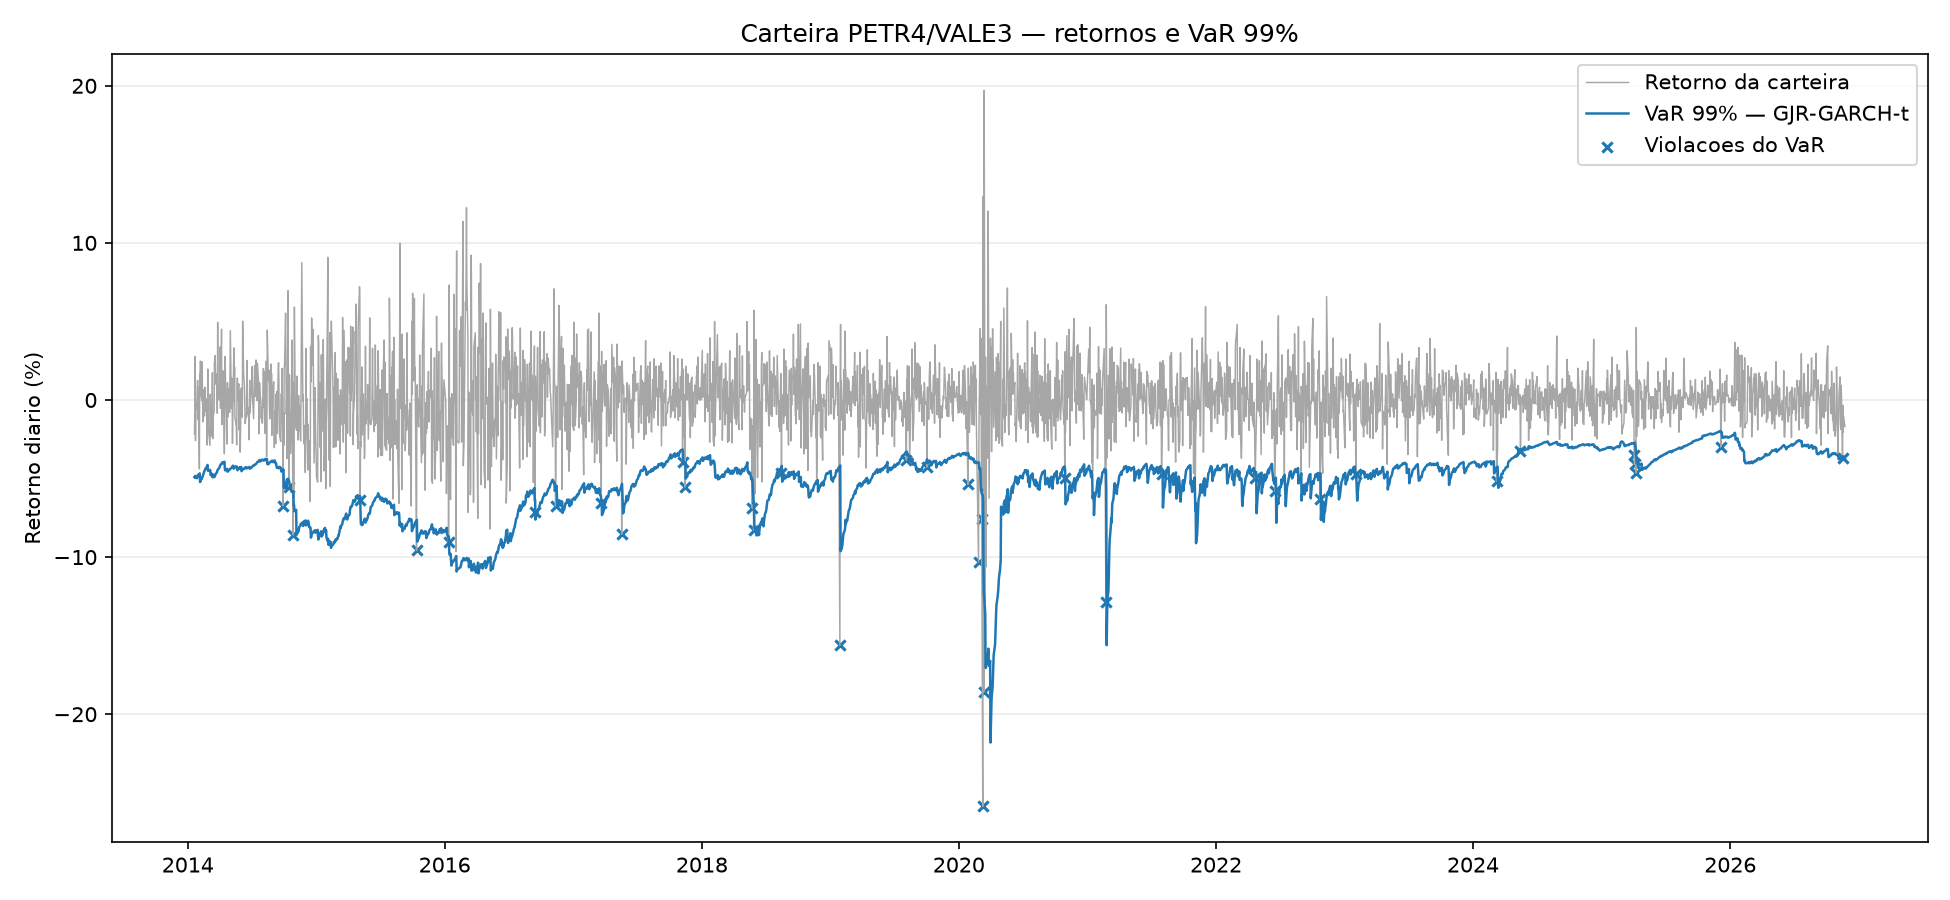 Carteira PETR4/VALE3 — retornos e VaR 99%
Retorno da carteira
VaR 99% — GJR-GARCH-t
Violacoes do VaR
Retorno diario (%)
20
10
0
−10
−20
2014
2016
2018
2020
2022
2024
2026